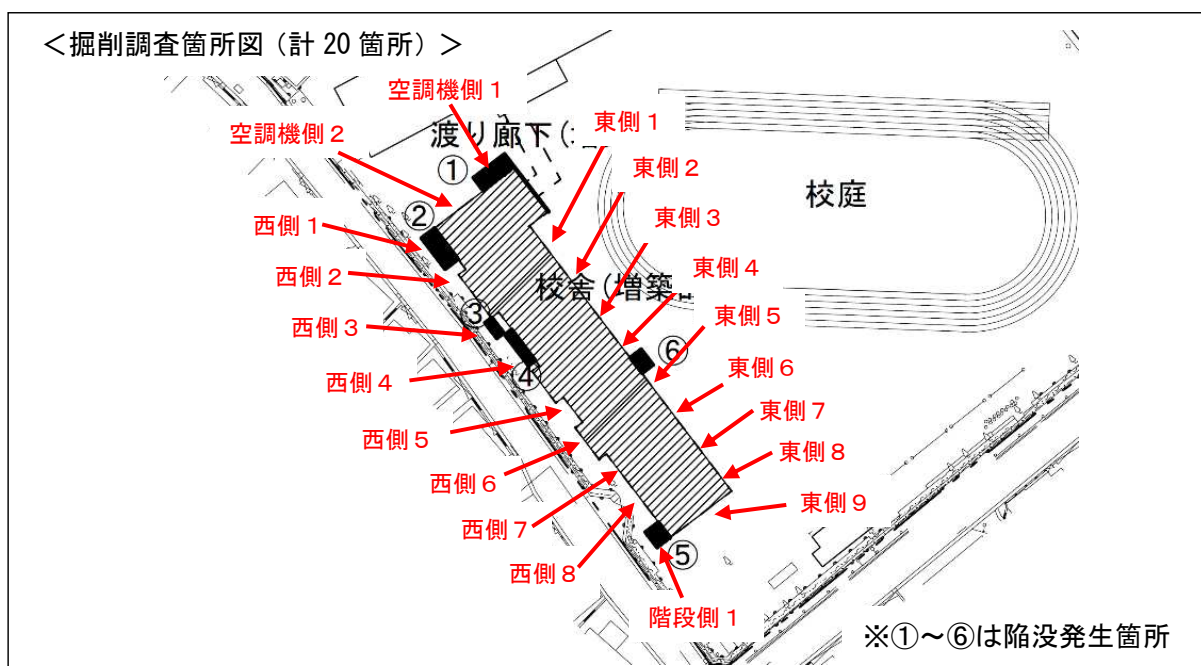 ＜掘削調査箇所図（計 20 箇所）＞
空調機側１
空調機側２
渡り廊下(
東側１
①
東側２
校庭
西側１
②
東側３
西側２
東側４
校舎(増築
西側３
③
東側５
西側４
④
⑥
東側６
西側５
東側７
西側６
東側８
西側７
東側９
西側８
⑤
階段側１
※①～⑥は陥没発生箇所